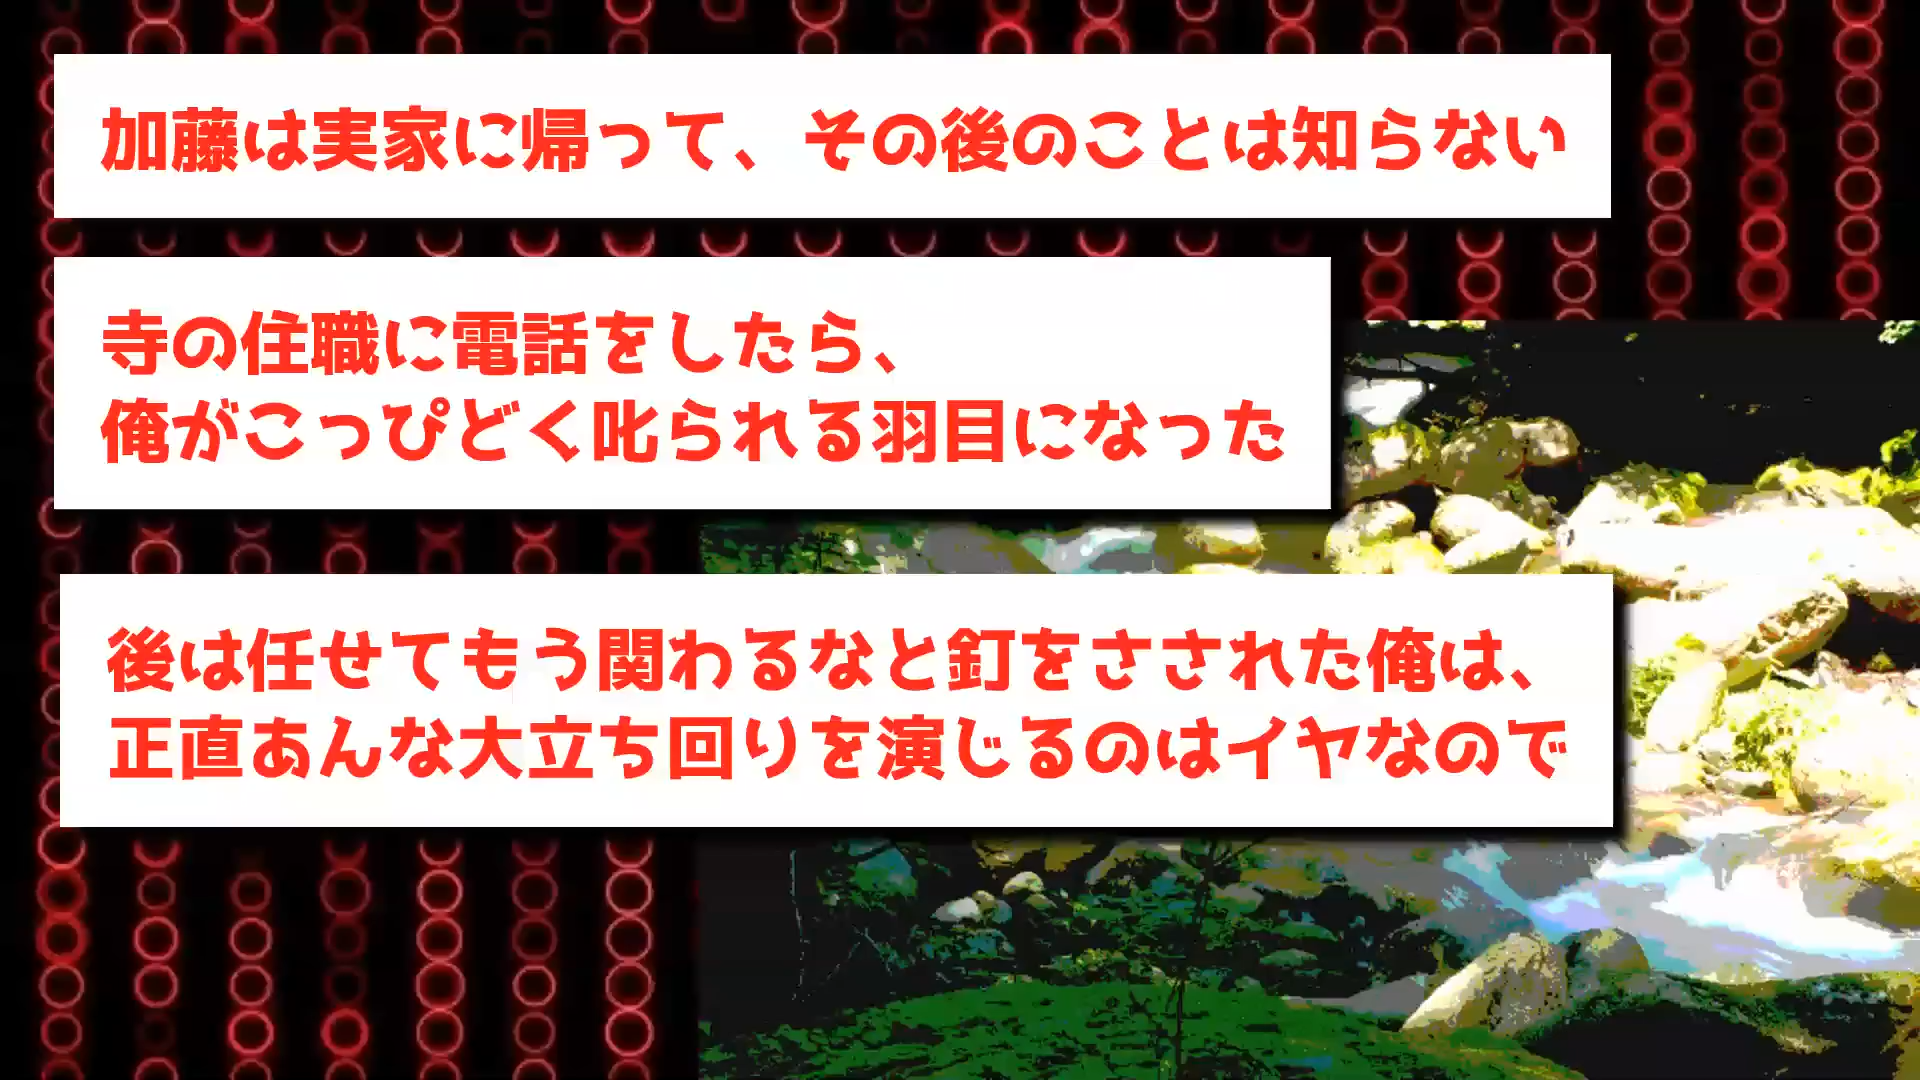 加藤は実家に帰って、その後のことは知らない
寺の住職に電話をしたら、
俺がこっぴどく叱られる羽目になった
後は任せてもう関わるなと釘をさされた俺は、
正直あんな大立ち回りを演じるのはイヤなので